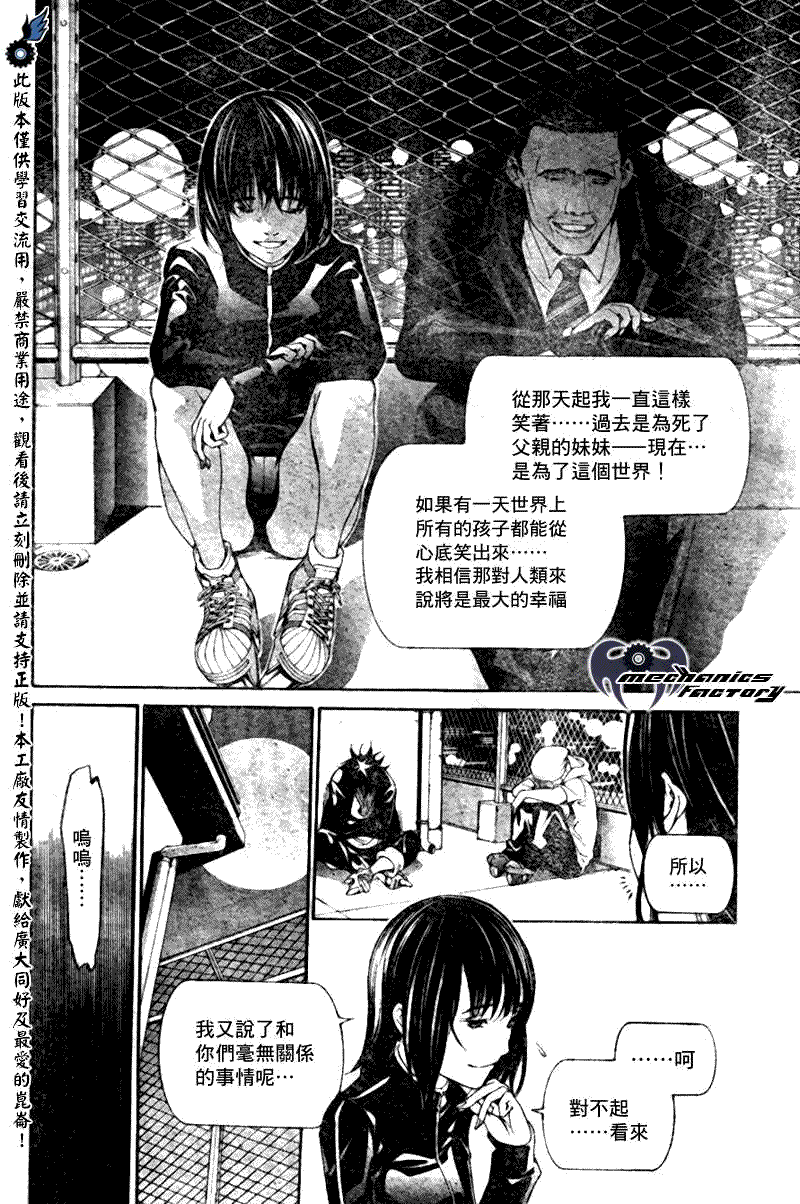 此版本僅供學習交流用，嚴禁商業用途，觀看後請立刻刪除並請支持正版！本工廠友情製作，獻給廣大同好及最愛的崑崙！
從那天起我一直這樣
笑著⋯⋯過去是為死了
父親的妹妹——現在⋯
是為了這個世界！
如果有一天世界上
所有的孩子都能從
心底笑出來⋯⋯
我相信那對人類來
說將是最大的幸福
mechanics
factory
所以
⋯⋯
嗚
嗚
⋯⋯
⋯⋯呵
對不起
⋯⋯看來
我又說了和
你們毫無關係
的事情呢⋯